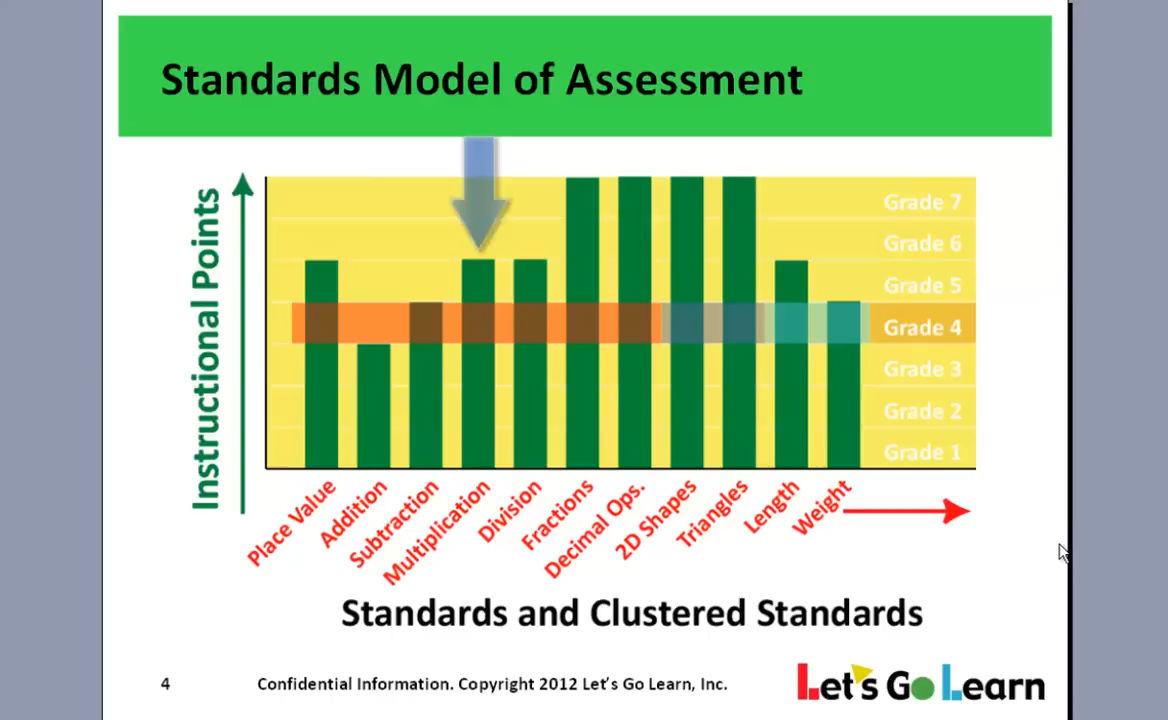 Standards Model of Assessment
Instructional Points
Grade 7
Grade 6
Grade 5
Grade 4
Grade 3
Grade 2
Grade 1
Place Value
Addition
Subtraction
Multiplication
Division
Fractions
Decimal Ops.
2D Shapes
Triangles
Length
Weight
Standards and Clustered Standards
4
Confidential Information. Copyright 2012 Let's Go Learn, Inc.
Let's Go Learn